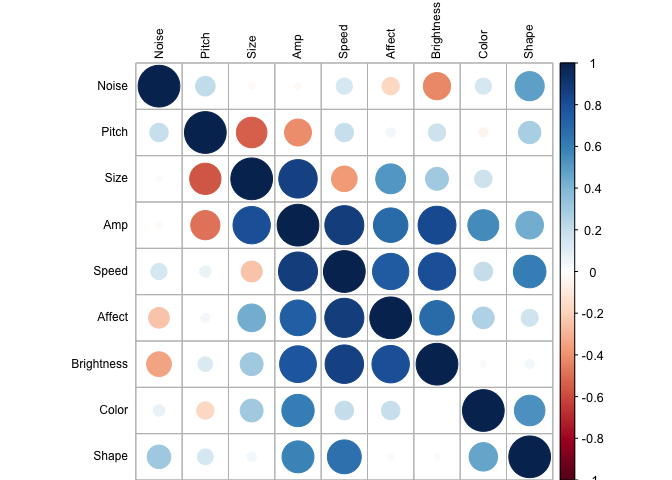 Noise
Pitch
Size
Amp
Speed
Affect
Brightness
Color
Shape
Noise
Pitch
Size
Amp
Speed
Affect
Brightness
Color
Shape
1
0.8
0.6
0.4
0.2
0
-0.2
-0.4
-0.6
-0.8
-1